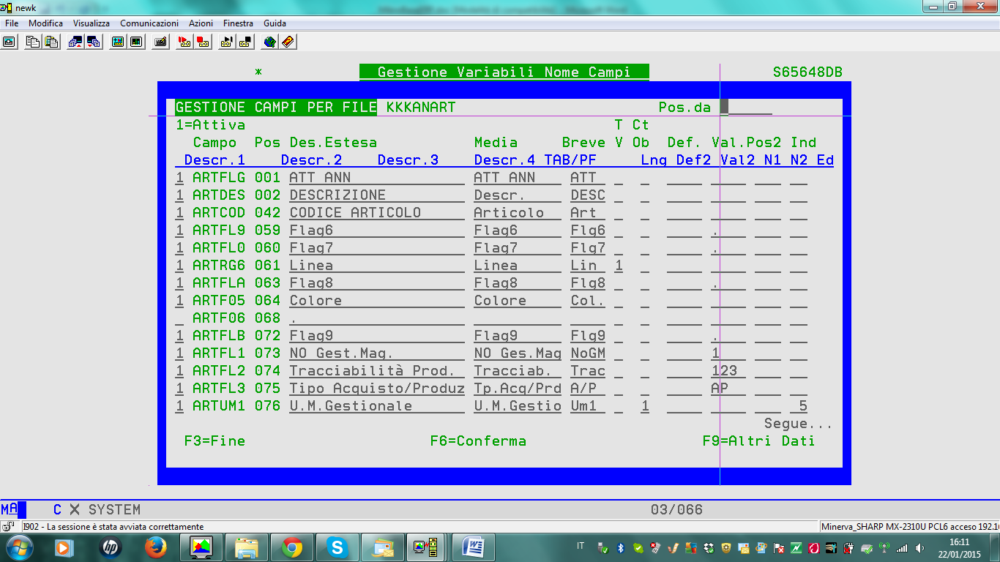 newk
File Modifica Visualizza Comunicazioni Azioni Finestra Guida
* Gestione Variabili Nome Campi S65648DB
GESTIONE CAMPI PER FILE KKKANART Pos.da
1=Attiva T Ct
Campo Pos Des.Estesa Media Breve V Ob Def. Val.Pos2 Ind
Descr.1 Descr.2 Descr.3 Descr.4 TAB/PF Lng Def2 Val2 N1 N2 Ed
1 ARTFLG 001 ATT ANN ATT ANN ATT
1 ARTDES 002 DESCRIZIONE Descr. DESC
1 ARTCOD 042 CODICE ARTICOLO Articolo Art
1 ARTFL9 059 Flag6 Flag6 Flg6 .
1 ARTFL0 060 Flag7 Flag7 Flg7 .
1 ARTRG6 061 Linea Linea Lin 1
1 ARTFLA 063 Flag8 Flag8 Flg8 .
1 ARTF05 064 Colore Colore Col.
ARTF06 068 .
1 ARTFLB 072 Flag9 Flag9 Flg9 .
1 ARTFL1 073 NO Gest.Mag. NO Ges.Mag NoGM 1
1 ARTFL2 074 Tracciabilità Prod. Tracciab. Trac 123
1 ARTFL3 075 Tipo Acquisto/Produz Tp.Acq/Prd A/P AP
1 ARTUM1 076 U.M.Gestionale U.M.Gestio Um1 1 5
Segue...
F3=Fine F6=Conferma F9=Altri Dati
MA C X SYSTEM 03/066
I902 - La sessione è stata avviata correttamente Minerva_SHARP MX-2310U PCL6 acceso 192.16
IT 16:11
22/01/2015